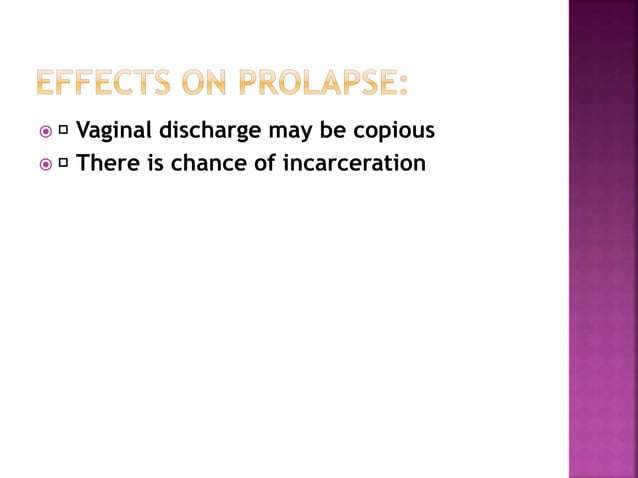 EFFECTS ON PROLAPSE:
▯ Vaginal discharge may be copious
▯ There is chance of incarceration